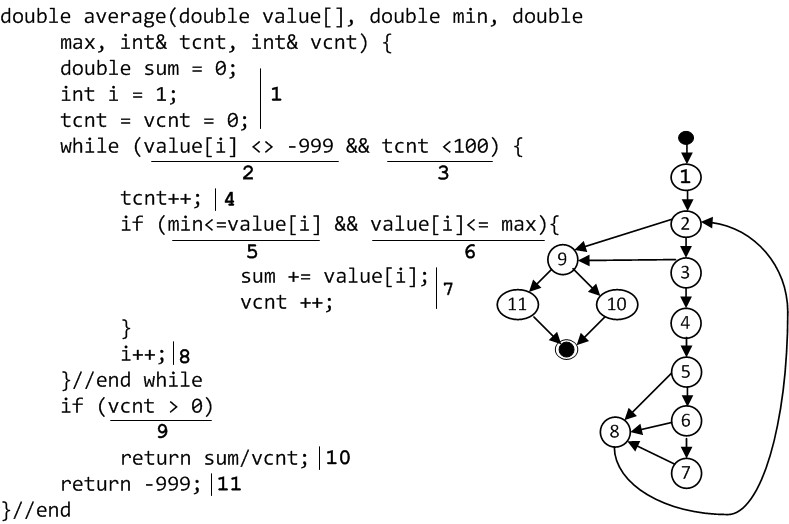 double average(double value[], double min, double
max, int& tcnt, int& vcnt) {
double sum = 0;
int i = 1;
1
tcnt = vcnt = 0;
while (value[i] <> -999 && tcnt <100) {
2
3
tcnt++;
4
if (min<=value[i] && value[i]<= max){
5
6
sum += value[i];
7
vcnt ++;
}
i++;
8
}//end while
if (vcnt > 0)
9
return sum/vcnt;
10
return -999;
11
}//end
1
2
9
3
11
10
4
5
6
8
7